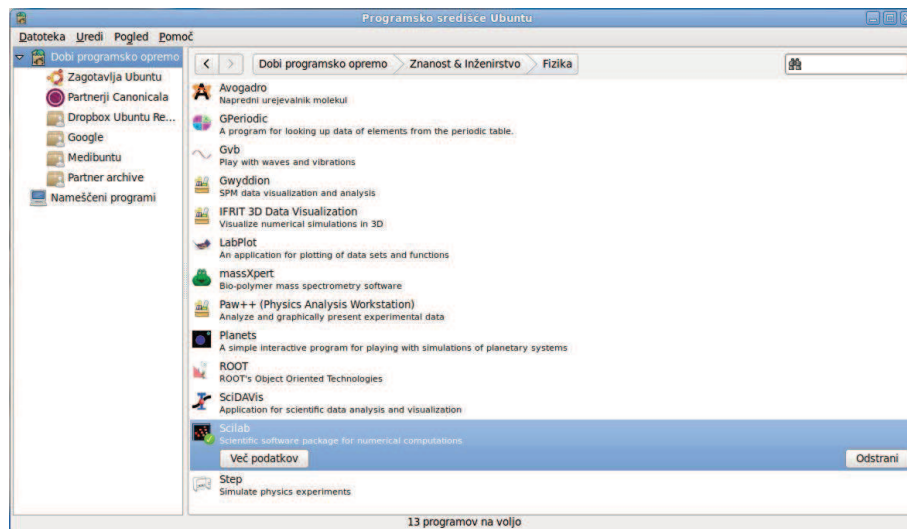 Programsko središče Ubuntu
Datoteka Uredi Pogled Pomoč
Dobi programsko opremo
Zagotavlja Ubuntu
Partnerji Canonicala
Dropbox Ubuntu Re...
Google
Medibuntu
Partner archive
Nameščeni programi
Dobi programsko opremo Znanost & Inženirstvo Fizika
Avogadro
Napredni urejevalnik molekul
GPeriodic
A program for looking up data of elements from the periodic table.
Gvb
Play with waves and vibrations
Gwyddion
SPM data visualization and analysis
IFRIT 3D Data Visualization
Visualize numerical simulations in 3D
LabPlot
An application for plotting of data sets and functions
massXpert
Bio-polymer mass spectrometry software
Paw++ (Physics Analysis Workstation)
Analyze and graphically present experimental data
Planets
A simple interactive program for playing with simulations of planetary systems
ROOT
ROOT's Object Oriented Technologies
SciDAVis
Application for scientific data analysis and visualization
Scilab
Scientific software package for numerical computations
Več podatkov Odstrani
Step
Simulate physics experiments
13 programov na voljo